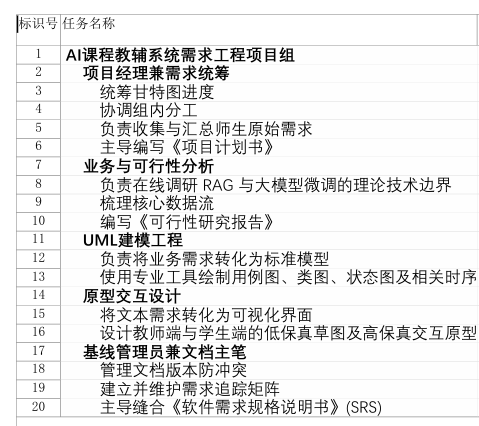 标识号 任务名称
1 AI课程教辅系统需求工程项目组
2 项目经理兼需求统筹
3 统筹甘特图进度
4 协调组内分工
5 负责收集与汇总师生原始需求
6 主导编写《项目计划书》
7 业务与可行性分析
8 负责在线调研 RAG 与大模型微调的理论技术边界
9 梳理核心数据流
10 编写《可行性研究报告》
11 UML建模工程
12 负责将业务需求转化为标准模型
13 使用专业工具绘制用例图、类图、状态图及相关时序
14 原型交互设计
15 将文本需求转化为可视化界面
16 设计教师端与学生端的低保真草图及高保真交互原型
17 基线管理员兼文档主笔
18 管理文档版本防冲突
19 建立并维护需求追踪矩阵
20 主导缝合《软件需求规格说明书》(SRS)